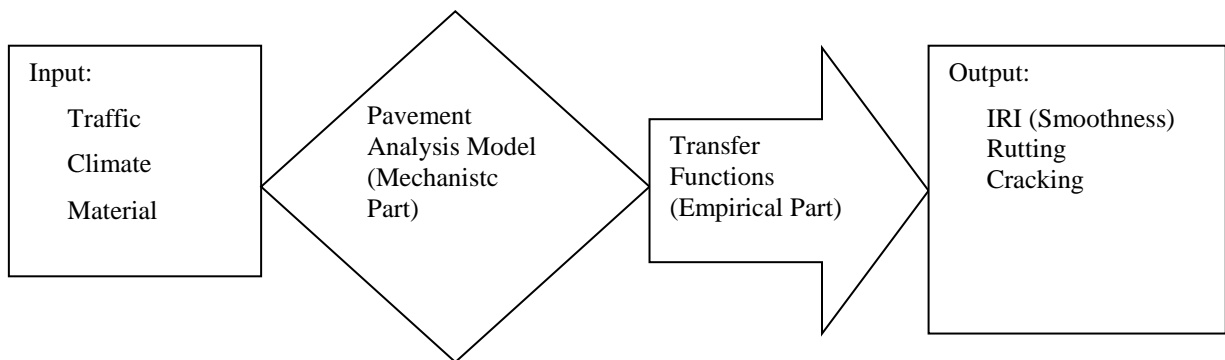 Input:
Traffic
Climate
Material
Pavement
Analysis Model
(Mechanistc
Part)
Transfer
Functions
(Empirical Part)
Output:
IRI (Smoothness)
Rutting
Cracking